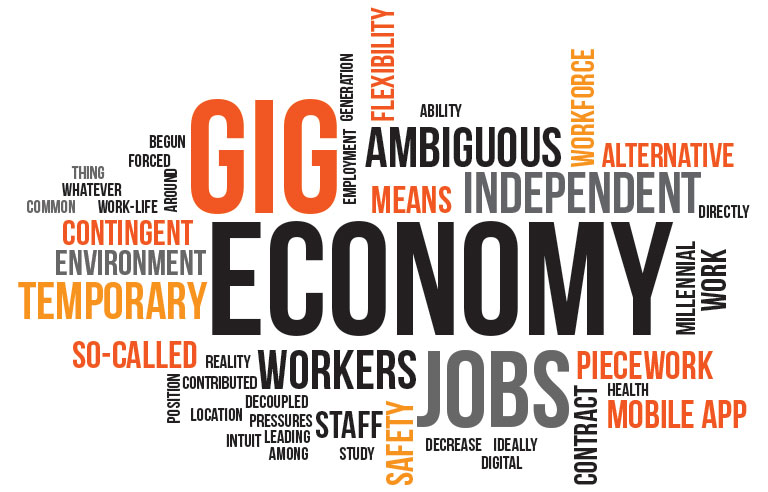 FLEXIBILITY
GENERATION
WORKFORCE
GIG
ABILITY
BEGUN
EMPLOYMENT
AMBIGUOUS
ALTERNATIVE
FORCED
THING
AROUND
INDEPENDENT
WHATEVER
MEANS
COMMON
WORK-LIFE
DIRECTLY
CONTINGENT
ECONOMY
ENVIRONMENT
MILLENNIAL
WORK
TEMPORARY
SO-CALLED
REALITY
WORKERS
JOBS
PIECEWORK
POSITION
CONTRIBUTED
HEALTH
CONTRACT
DECOUPLED
MOBILE APP
LOCATION
PRESSURES
STAFF
SAFETY
INTUIT
LEADING
DECREASE
IDEALLY
AMONG
STUDY
DIGITAL